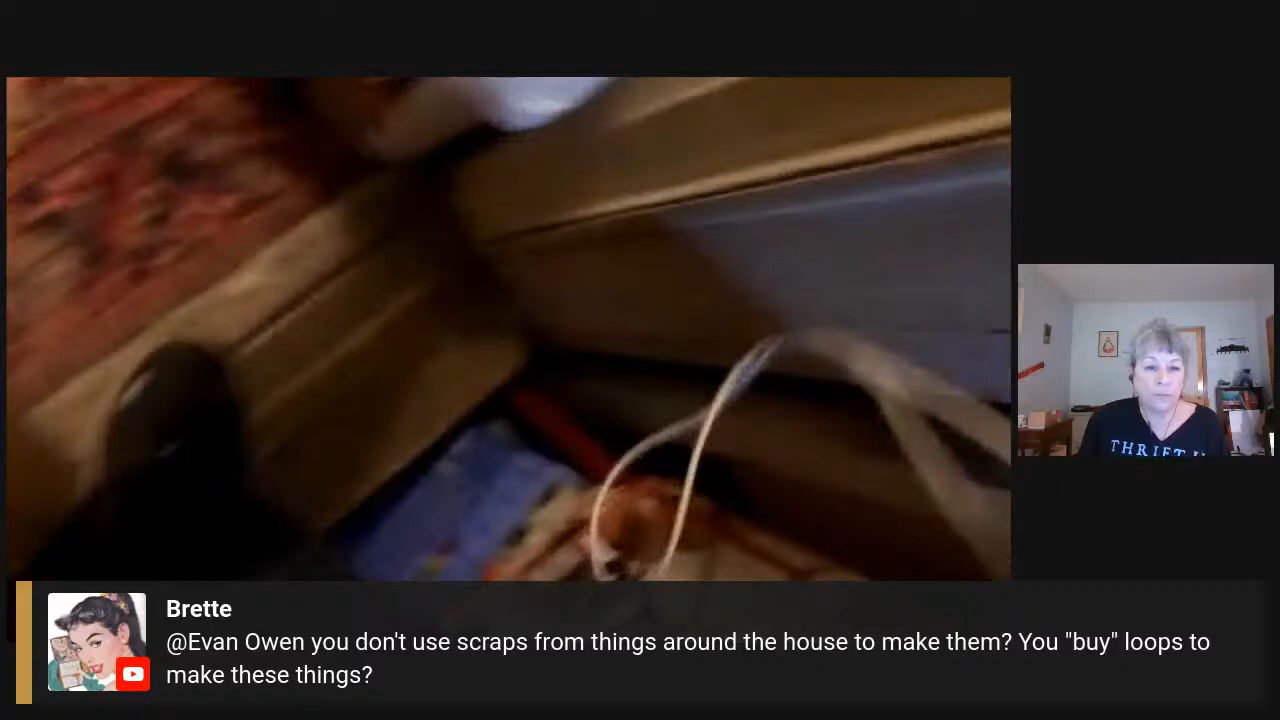 THRIFT
Brette
@Evan Owen you don't use scraps from things around the house to make them? You "buy" loops to
make these things?